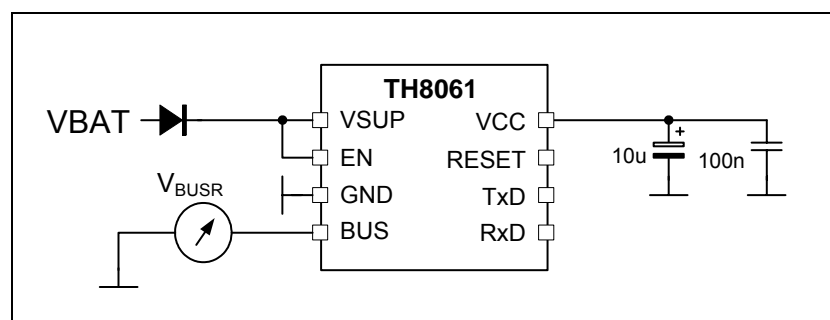 TH8061
VBAT
VSUP
VCC
EN
RESET
10u
+
100n
GND
TxD
VBUSR
BUS
RxD